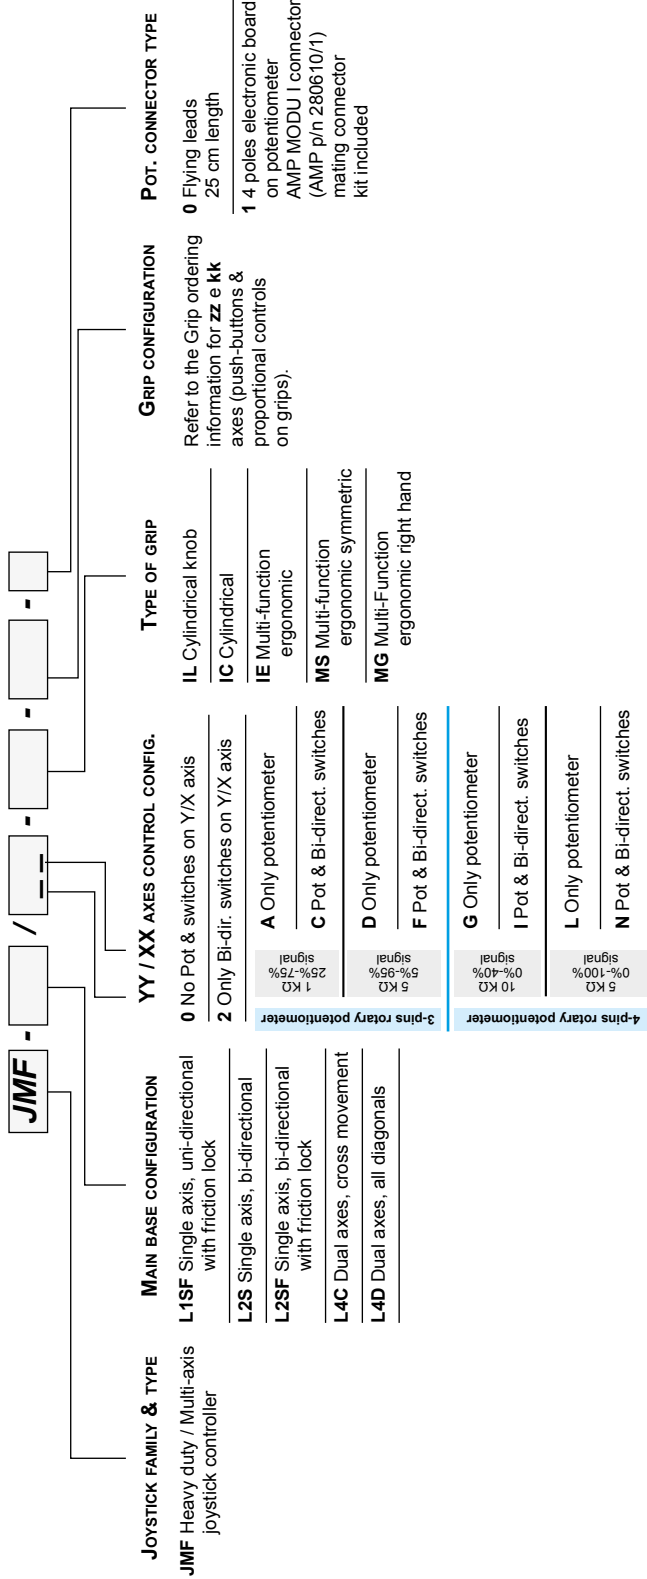 JMF - / _ _ - - -
JOYSTICK FAMILY & TYPE
JMF Heavy duty / Multi-axis
joystick controller
MAIN BASE CONFIGURATION
L1SF Single axis, uni-directional
with friction lock
L2S Single axis, bi-directional
L2SF Single axis, bi-directional
with friction lock
L4C Dual axes, cross movement
L4D Dual axes, all diagonals
YY / XX AXES CONTROL CONFIG.
0 No Pot & switches on Y/X axis
2 Only Bi-dir. switches on Y/X axis
3-pins rotary potentiometer
1 KΩ
25%-75%
signal
A Only potentiometer
C Pot & Bi-direct. switches
5 KΩ
5%-95%
signal
D Only potentiometer
F Pot & Bi-direct. switches
4-pins rotary potentiometer
10 KΩ
0%-40%
signal
G Only potentiometer
I Pot & Bi-direct. switches
5 KΩ
0%-100%
signal
L Only potentiometer
N Pot & Bi-direct. switches
TYPE OF GRIP
IL Cylindrical knob
IC Cylindrical
IE Multi-function
ergonomic
MS Multi-function
ergonomic symmetric
MG Multi-Function
ergonomic right hand
GRIP CONFIGURATION
Refer to the Grip ordering
information for zz e kk
axes (push-buttons &
proportional controls
on grips).
POT. CONNECTOR TYPE
0 Flying leads
25 cm length
1 4 poles electronic board
on potentiometer
AMP MODU I connector
(AMP p/n 280610/1)
mating connector
kit included